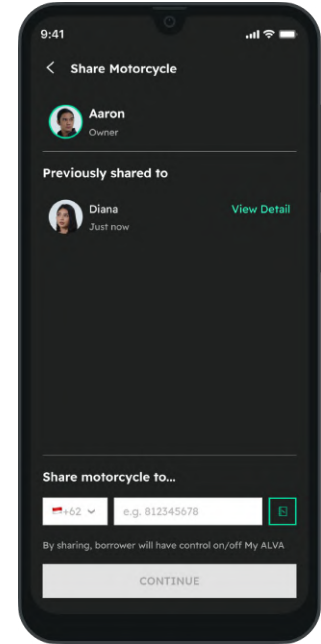 9:41
Share Motorcycle
Aaron
Owner
Previously shared to
Diana
View Detail
Just now
Share motorcycle to...
+62
e.g. 812345678
By sharing, borrower will have control on/off My ALVA
CONTINUE